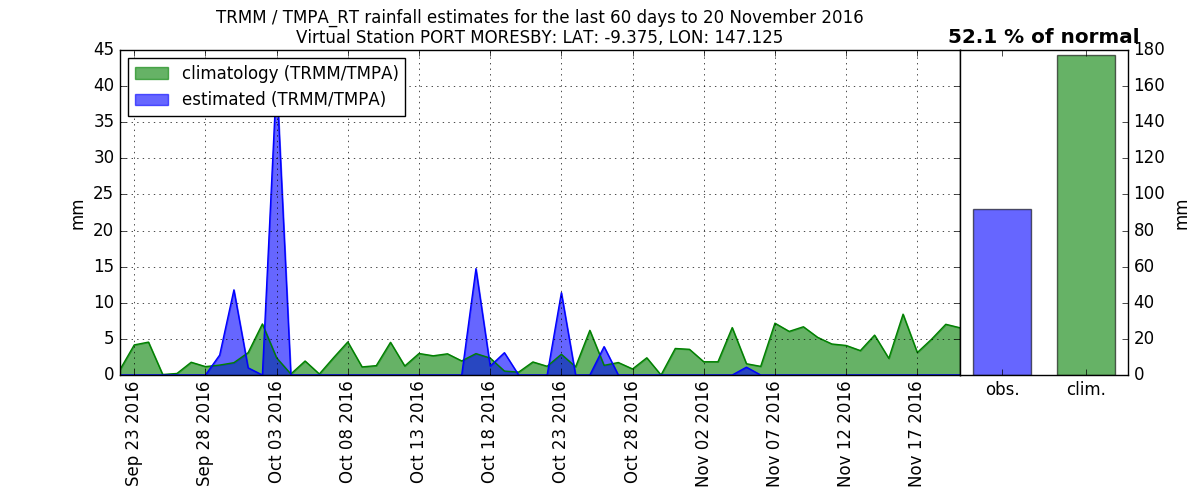 TRMM / TMPA_RT rainfall estimates for the last 60 days to 20 November 2016
Virtual Station PORT MORESBY: LAT: -9.375, LON: 147.125
52.1 % of normal
climatology (TRMM/TMPA)
estimated (TRMM/TMPA)
mm
45
40
35
30
25
20
15
10
5
0
Sep 23 2016
Sep 28 2016
Oct 03 2016
Oct 08 2016
Oct 13 2016
Oct 18 2016
Oct 23 2016
Oct 28 2016
Nov 02 2016
Nov 07 2016
Nov 12 2016
Nov 17 2016
obs.
clim.
180
160
140
120
100
80
60
40
20
0
mm